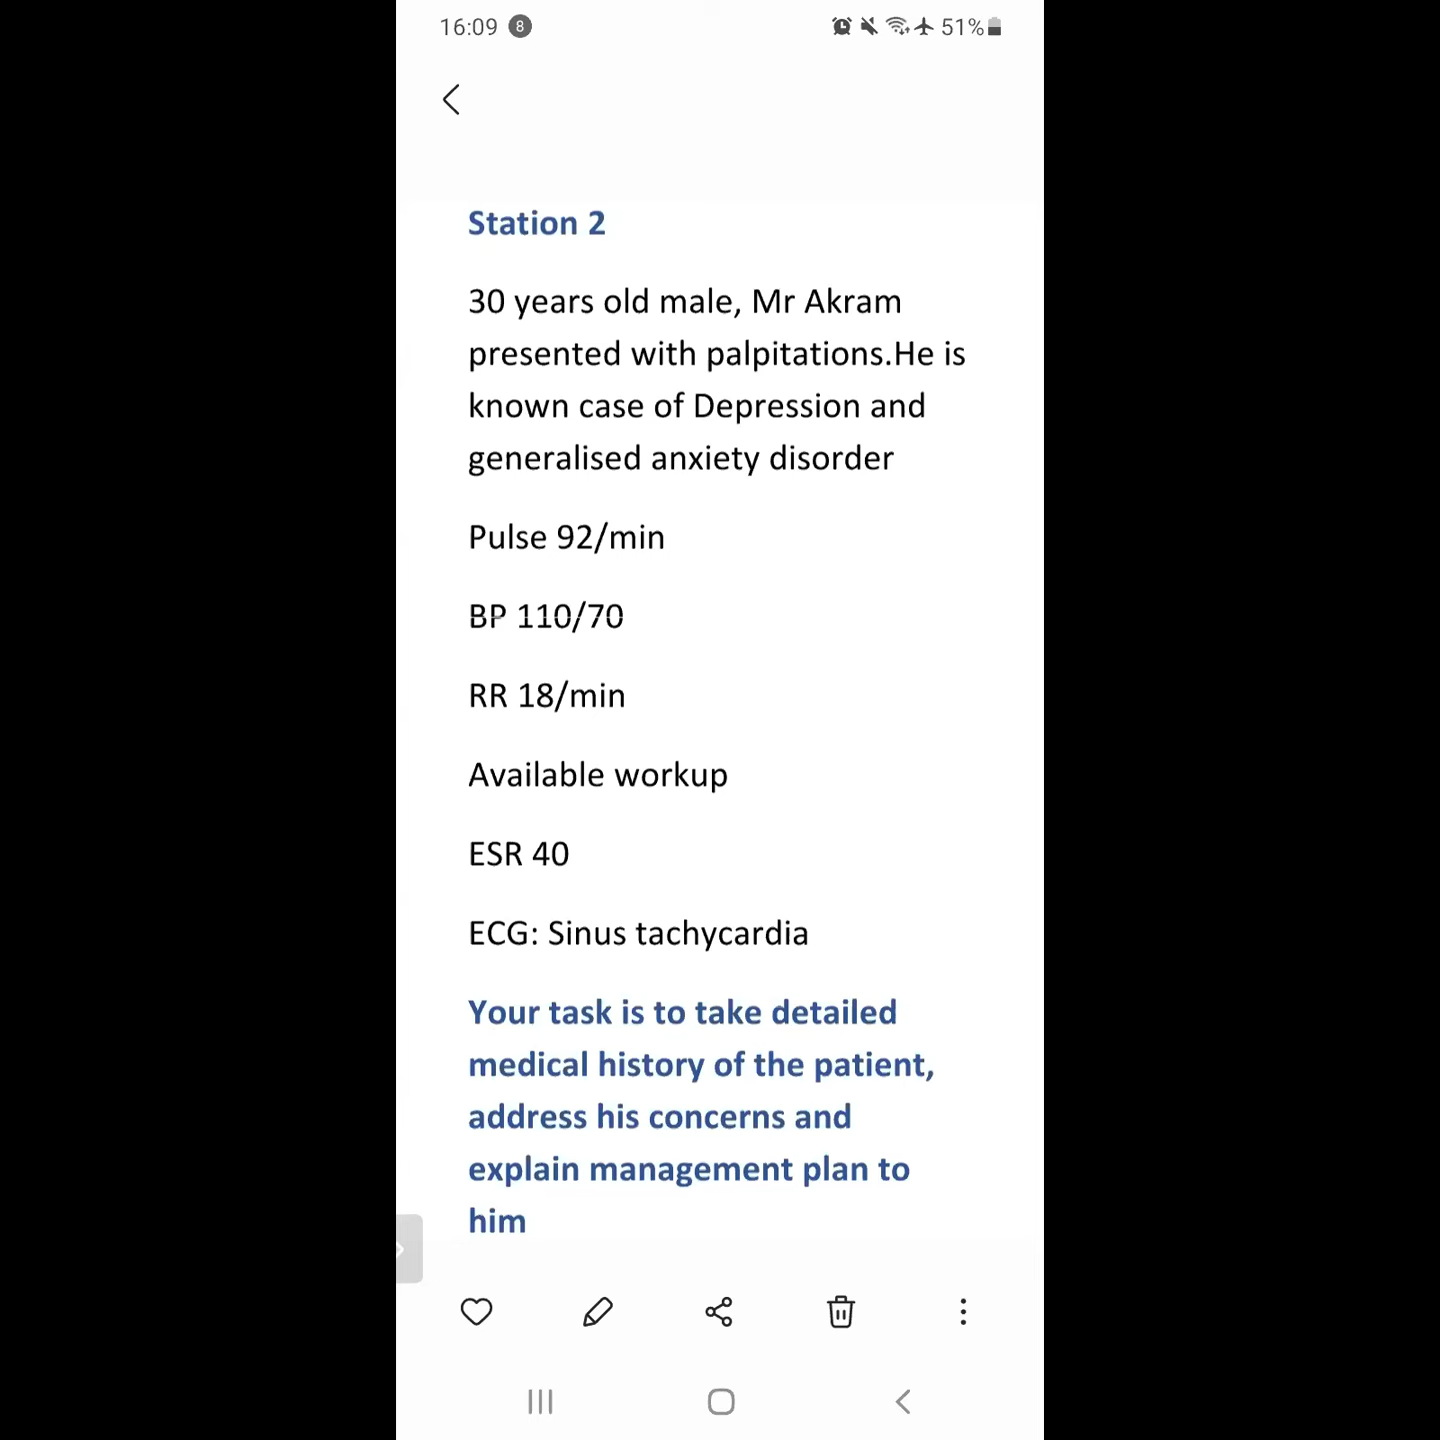 16:09 8 51%
Station 2
30 years old male, Mr Akram
presented with palpitations.He is
known case of Depression and
generalised anxiety disorder
Pulse 92/min
BP 110/70
RR 18/min
Available workup
ESR 40
ECG: Sinus tachycardia
Your task is to take detailed
medical history of the patient,
address his concerns and
explain management plan to
him